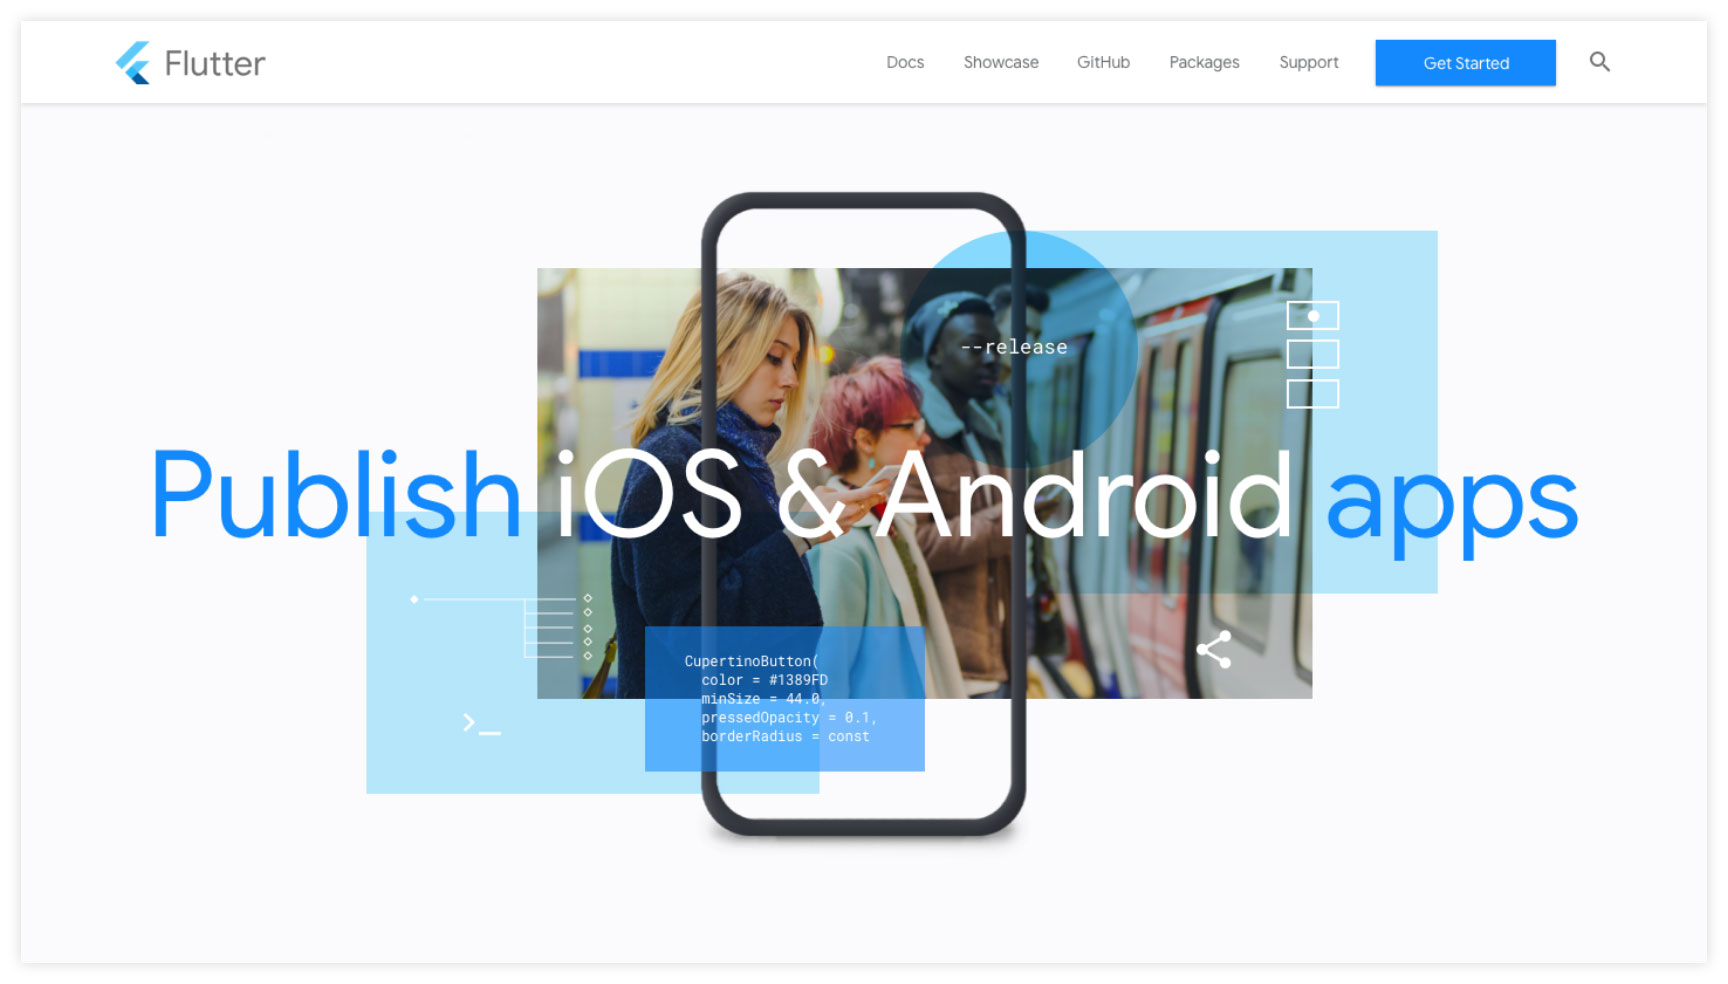 Flutter
Docs Showcase GitHub Packages Support Get Started
--release
Publish iOS & Android apps
CupertinoButton(
color = #1389FD
minSize = 44.0,
pressedOpacity = 0.1,
borderRadius = const
>_